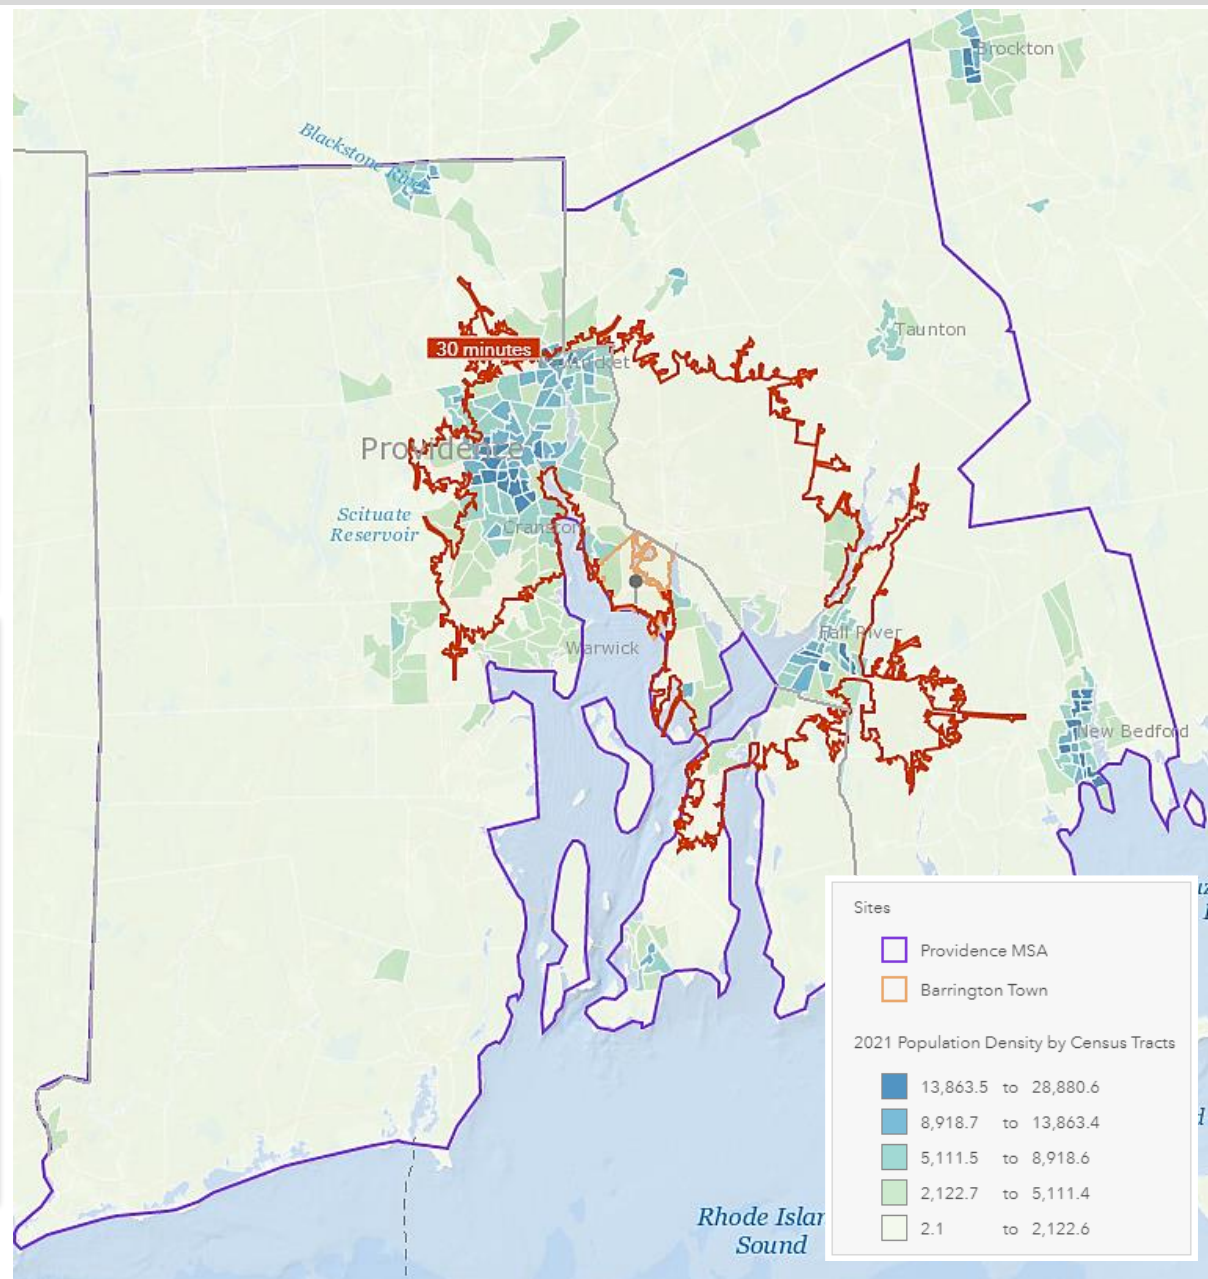 Brockton
Blackstone River
Taunton
30 minutes
Providence
Scituate
Reservoir
Cranston
Fall River
Warwick
New Bedford
Sites
Providence MSA
Barrington Town
2021 Population Density by Census Tracts
13,863.5 to 28,880.6
8,918.7 to 13,863.4
5,111.5 to 8,918.6
2,122.7 to 5,111.4
2.1 to 2,122.6
Rhode Islan
Sound